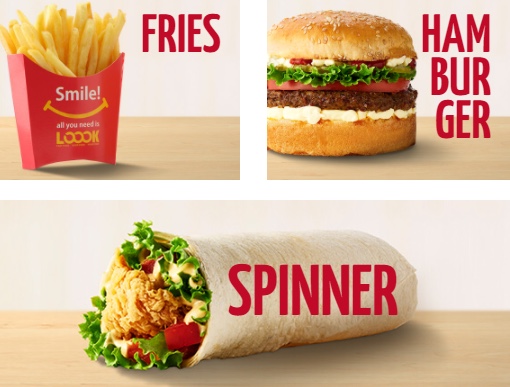 FRIES
Smile!
all you need is
LOOOK
HAM
BUR
GER
SPINNER